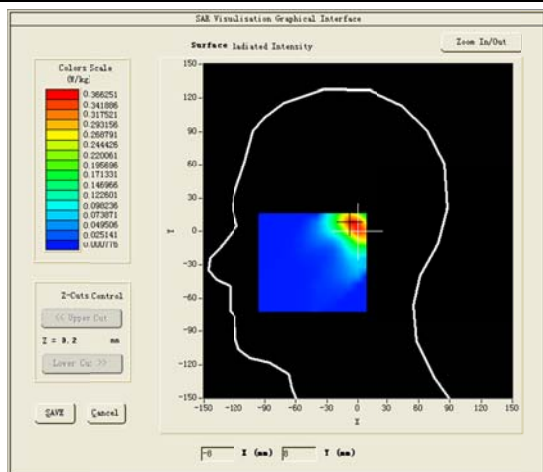 SAR Visulisation Graphical Interface
Surface ladiated Intensity
Zoom In/Out
Colors Scale
(W/kg)
0.366251
0.341886
0.317521
0.293156
0.268791
0.244426
0.220061
0.195696
0.171331
0.146966
0.122601
0.098236
0.073871
0.049506
0.025141
0.000776
Z-Cuts Control
<< Upper Cut
Z = 0.2 mm
Lower Cu: >>
SAVE Cancel
150
120
90
60
30
0
-30
-60
-90
-120
-150
Y
-150 -120 -90 -60 -30 0 30 60 90 120 150
X
-8 X (mm) 8 Y (mm)